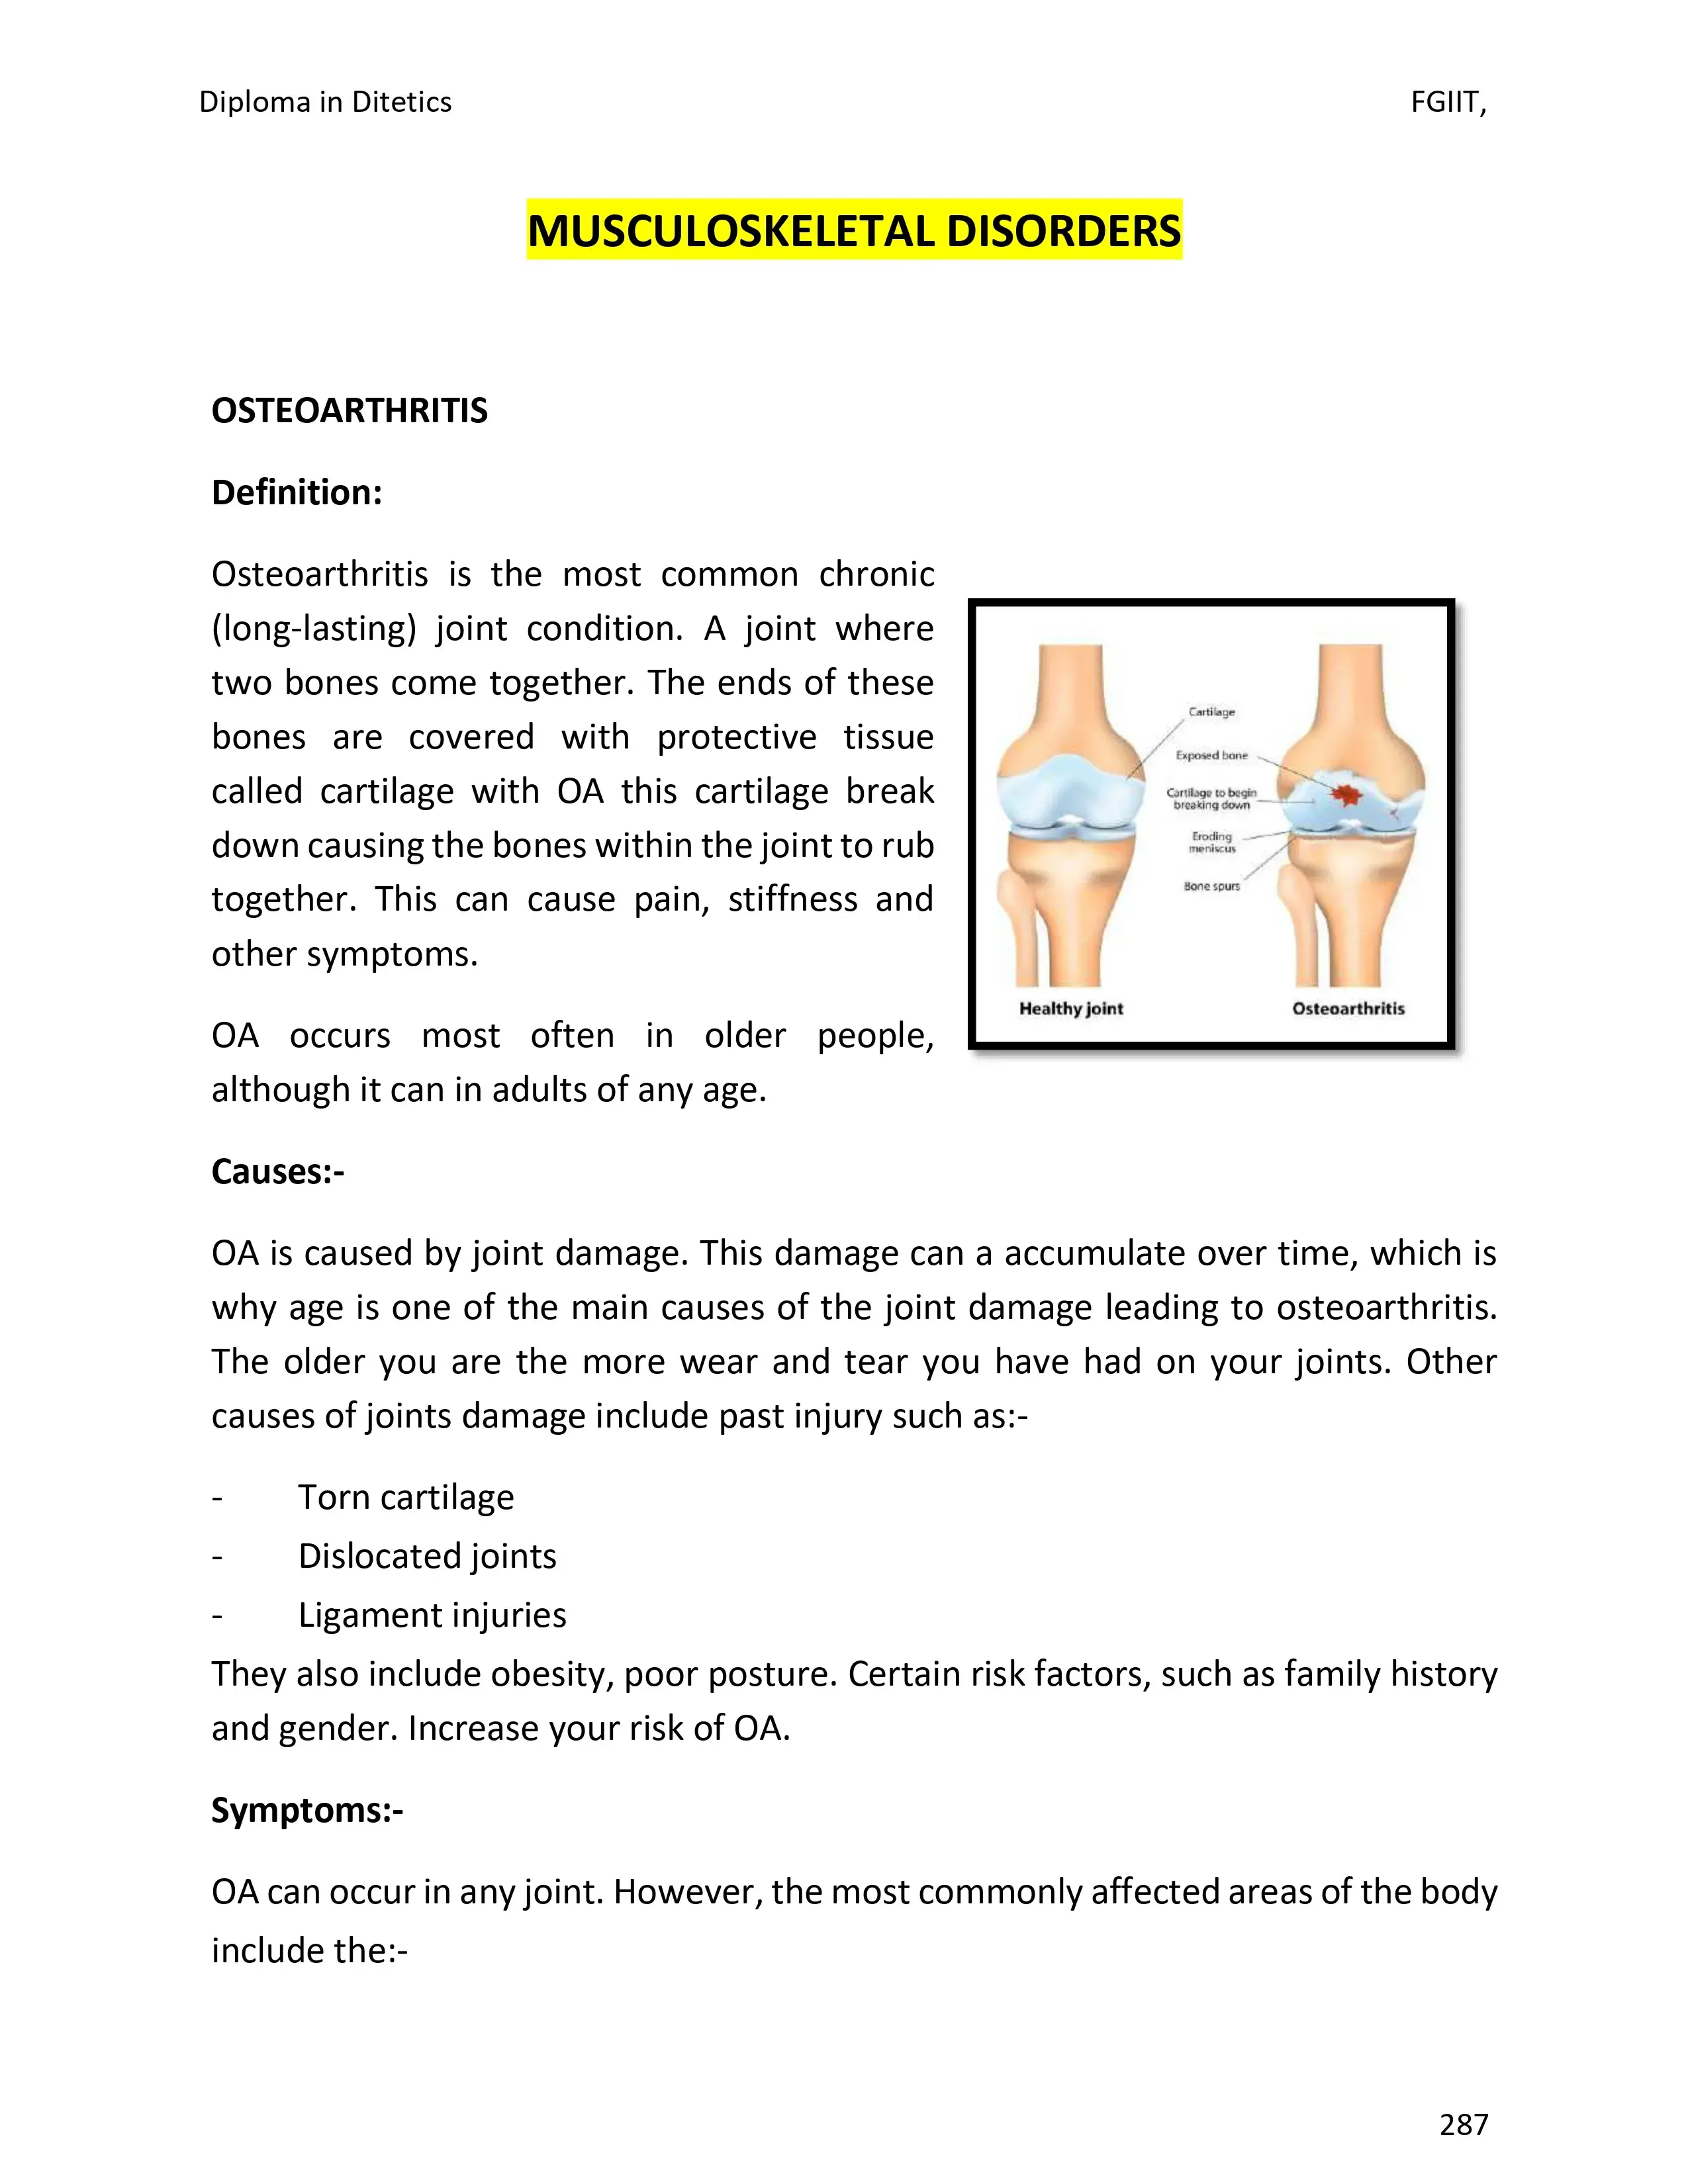 Diploma in Ditetics FGIIT,
MUSCULOSKELETAL DISORDERS
OSTEOARTHRITIS
Definition:
Osteoarthritis is the most common chronic
(long-lasting) joint condition. A joint where
two bones come together. The ends of these
bones are covered with protective tissue
called cartilage with OA this cartilage break
down causing the bones within the joint to rub
together. This can cause pain, stiffness and
other symptoms.
OA occurs most often in older people,
although it can in adults of any age.
Cartilage
Exposed bone
Cartilage to begin
breaking down
Eroding
meniscus
Bone spurs
Healthy joint
Osteoarthritis
Causes:-
OA is caused by joint damage. This damage can a accumulate over time, which is
why age is one of the main causes of the joint damage leading to osteoarthritis.
The older you are the more wear and tear you have had on your joints. Other
causes of joints damage include past injury such as:-
- Torn cartilage
- Dislocated joints
- Ligament injuries
They also include obesity, poor posture. Certain risk factors, such as family history
and gender. Increase your risk of OA.
Symptoms:-
OA can occur in any joint. However, the most commonly affected areas of the body
include the:-
287